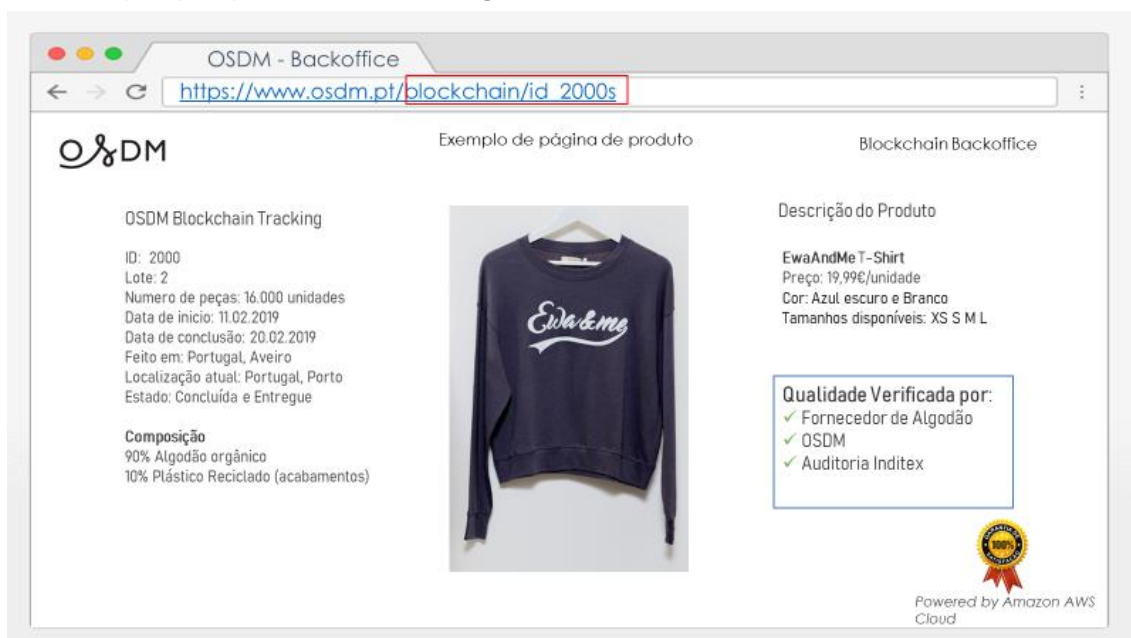 OSDM - Backoffice
https://www.osdm.pt/blockchain/id_2000s
OSDM
Exemplo de página de produto
Blockchain Backoffice
OSDM Blockchain Tracking
ID: 2000
Lote: 2
Numero de peças: 16.000 unidades
Data de inicio: 11.02.2019
Data de conclusão: 20.02.2019
Feito em: Portugal, Aveiro
Localização atual: Portugal, Porto
Estado: Concluída e Entregue
Composição
90% Algodão orgânico
10% Plástico Reciclado (acabamentos)
Ewa & me
Descrição do Produto
EwaAndMe T-Shirt
Preço: 19,99€/unidade
Cor: Azul escuro e Branco
Tamanhos disponíveis: XS S M L
Qualidade Verificada por:
✓ Fornecedor de Algodão
✓ OSDM
✓ Auditoria Inditex
GARANTIA DE
100%
SATISFAÇÃO
Powered by Amazon AWS
Cloud